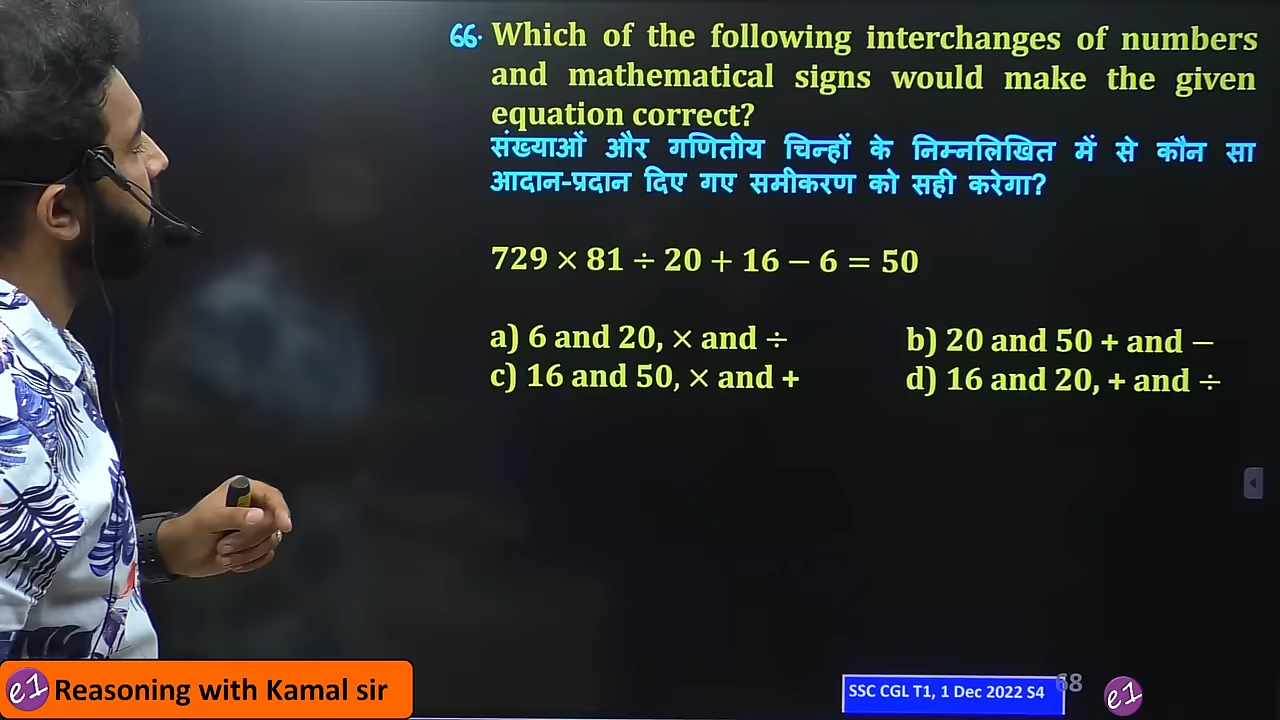 66. Which of the following interchanges of numbers
and mathematical signs would make the given
equation correct?
संख्याओं और गणितीय चिन्हों के निम्नलिखित में से कौन सा
आदान-प्रदान दिए गए समीकरण को सही करेगा?
729 × 81 ÷ 20 + 16 − 6 = 50
a) 6 and 20, × and ÷ b) 20 and 50 + and −
c) 16 and 50, × and + d) 16 and 20, + and ÷
e1 Reasoning with Kamal sir
SSC CGL T1, 1 Dec 2022 S4 68 e1